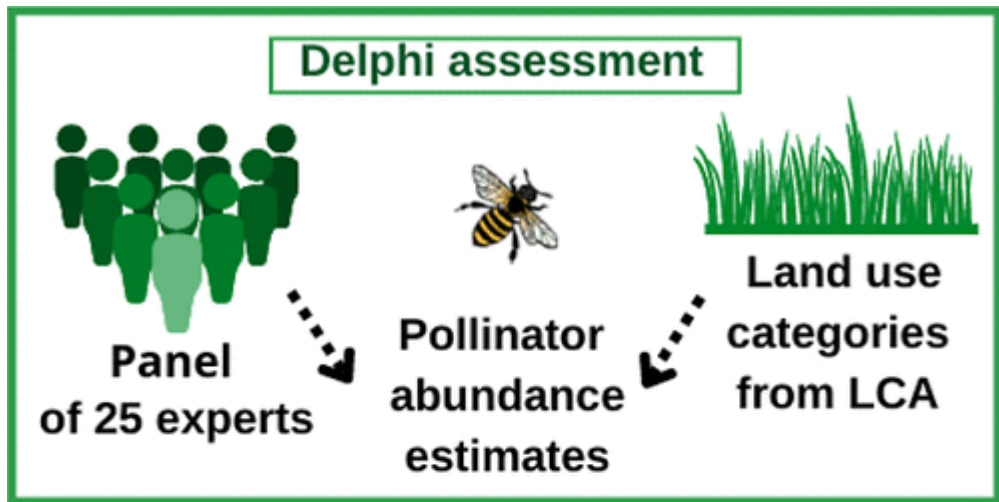 Delphi assessment
Panel
of 25 experts
Pollinator
abundance
estimates
Land use
categories
from LCA